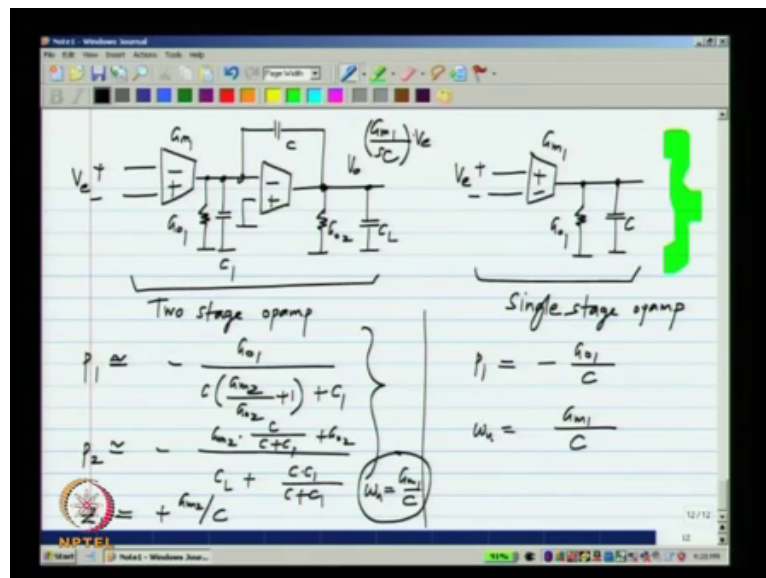 Note1 - Windows Journal
File Edit View Insert Actions Tools Help
Page Width
B I
Gm1
Ve + -
- +
Go1
C1
C
- +
Vo
(Gm1/sC)·Ve
Go2
CL
Two stage opamp
Gm1
Ve + -
+ -
Go1
C
Single stage opamp
p1 ≅ - Go1 / (C(Gm2/Go2 + 1) + C1)
p2 ≅ - (Gm2 · C/(C+C1) + Go2) / (CL + C·C1/(C+C1))
Z = + Gm2/C
ωu = Gm1/C
p1 = - Go1/C
ωu = Gm1/C
NPTEL
12/12
12
Start
Note1 - Windows Jour...
91%